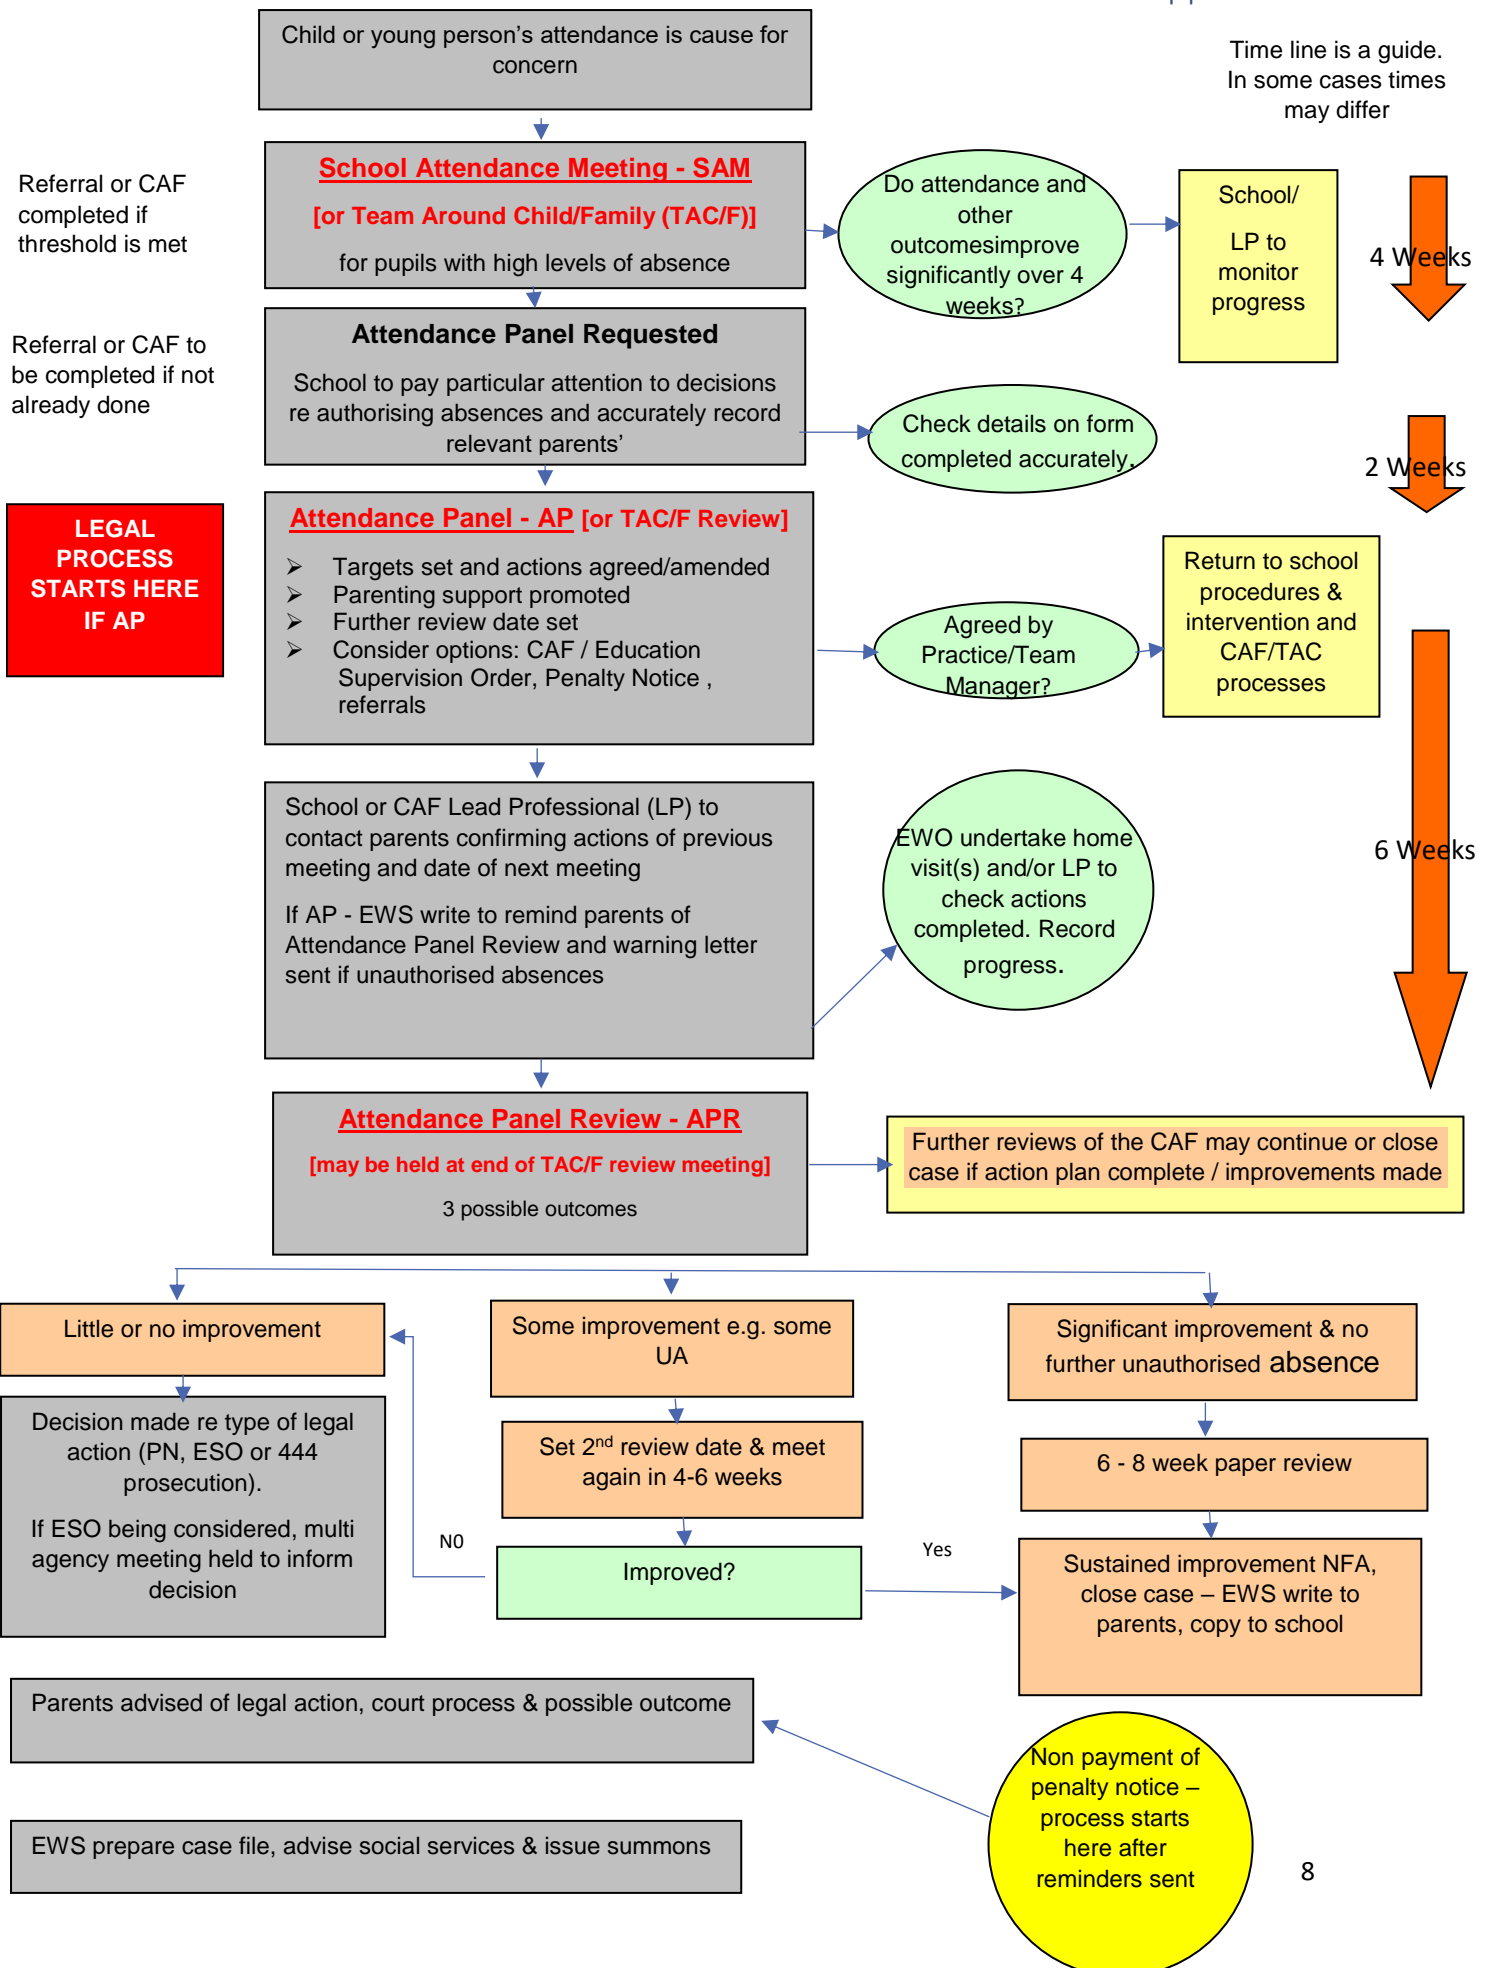 Child or young person's attendance is cause for
concern
Time line is a guide.
In some cases times
may differ
School Attendance Meeting - SAM
[or Team Around Child/Family (TAC/F)]
for pupils with high levels of absence
Referral or CAF
completed if
threshold is met
Do attendance and
other
outcomesimprove
significantly over 4
weeks?
School/
LP to
monitor
progress
4 Weeks
Referral or CAF to
be completed if not
already done
Attendance Panel Requested
School to pay particular attention to decisions
re authorising absences and accurately record
relevant parents'
Check details on form
completed accurately.
2 Weeks
LEGAL
PROCESS
STARTS HERE
IF AP
Attendance Panel - AP [or TAC/F Review]
➢ Targets set and actions agreed/amended
➢ Parenting support promoted
➢ Further review date set
➢ Consider options: CAF / Education
Supervision Order, Penalty Notice ,
referrals
Agreed by
Practice/Team
Manager?
Return to school
procedures &
intervention and
CAF/TAC
processes
6 Weeks
School or CAF Lead Professional (LP) to
contact parents confirming actions of previous
meeting and date of next meeting
If AP - EWS write to remind parents of
Attendance Panel Review and warning letter
sent if unauthorised absences
EWO undertake home
visit(s) and/or LP to
check actions
completed. Record
progress.
Attendance Panel Review - APR
[may be held at end of TAC/F review meeting]
3 possible outcomes
Further reviews of the CAF may continue or close
case if action plan complete / improvements made
Little or no improvement
Some improvement e.g. some
UA
Significant improvement & no
further unauthorised absence
Decision made re type of legal
action (PN, ESO or 444
prosecution).
If ESO being considered, multi
agency meeting held to inform
decision
Set 2nd review date & meet
again in 4-6 weeks
6 - 8 week paper review
N0
Improved?
Yes
Sustained improvement NFA,
close case – EWS write to
parents, copy to school
Parents advised of legal action, court process & possible outcome
Non payment of
penalty notice –
process starts
here after
reminders sent
EWS prepare case file, advise social services & issue summons
8